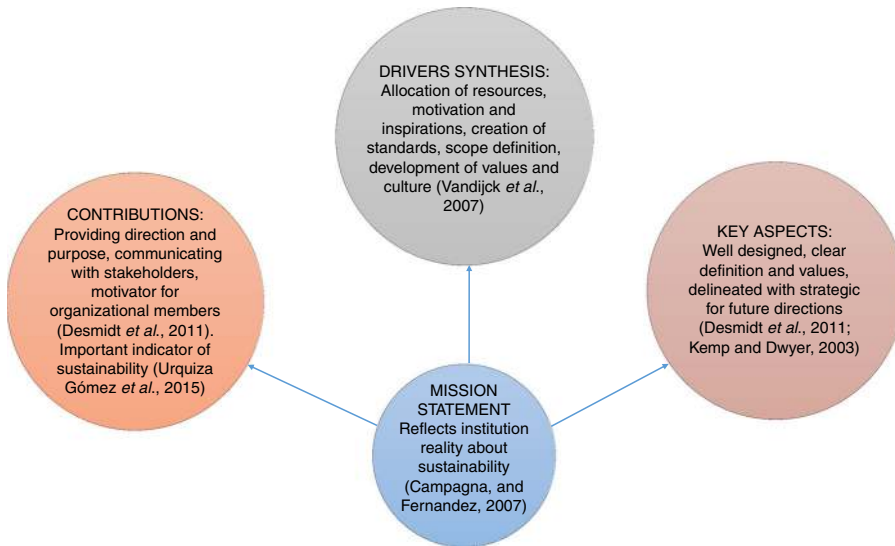 DRIVERS SYNTHESIS:
Allocation of resources,
motivation and
inspirations, creation of
standards, scope definition,
development of values and
culture (Vandijck et al.,
2007)
CONTRIBUTIONS:
Providing direction and
purpose, communicating
with stakeholders,
motivator for
organizational members
(Desmidt et al., 2011).
Important indicator of
sustainability (Urquiza
Gómez et al., 2015)
KEY ASPECTS:
Well designed, clear
definition and values,
delineated with strategic
for future directions
(Desmidt et al., 2011;
Kemp and Dwyer, 2003)
MISSION
STATEMENT
Reflects institution
reality about
sustainability
(Campagna, and
Fernandez, 2007)